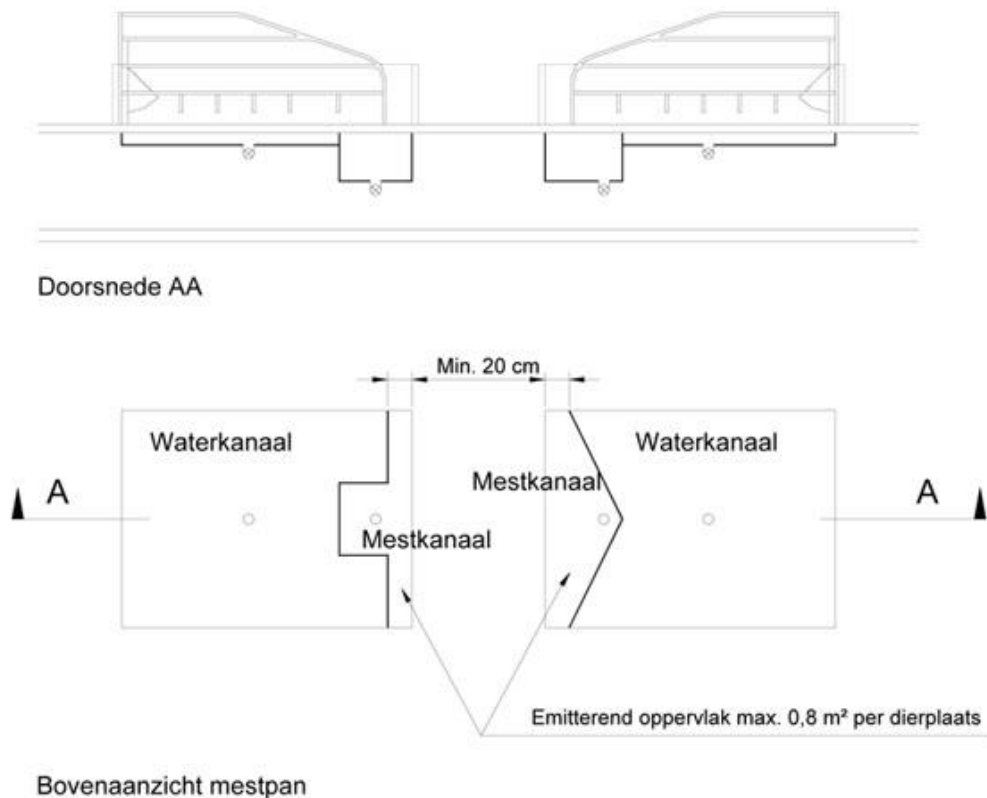 Doorsnede AA
Min. 20 cm
Waterkanaal
Waterkanaal
A
Mestkanaal
A
Mestkanaal
Emitterend oppervlak max. 0,8 m² per dierplaats
Bovenaanzicht mestpan